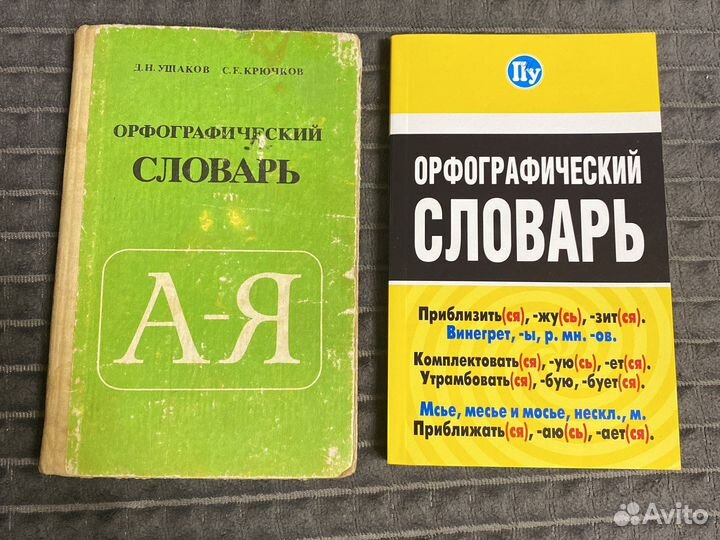 Д.Н. УШАКОВ С.Е. КРЮЧКОВ
ОРФОГРАФИЧЕСКИЙ
СЛОВАРЬ
А-Я
Пу
ОРФОГРАФИЧЕСКИЙ
СЛОВАРЬ
Приблизить(ся), -жу(сь), -зит(ся).
Винегрет, -ы, р. мн. -ов.
Комплектовать(ся), -ую(сь), -ет(ся).
Утрамбовать(ся), -бую, -бует(ся).
Мсье, месье и мосье, нескл., м.
Приближать(ся), -аю(сь), -ает(ся).
Avito